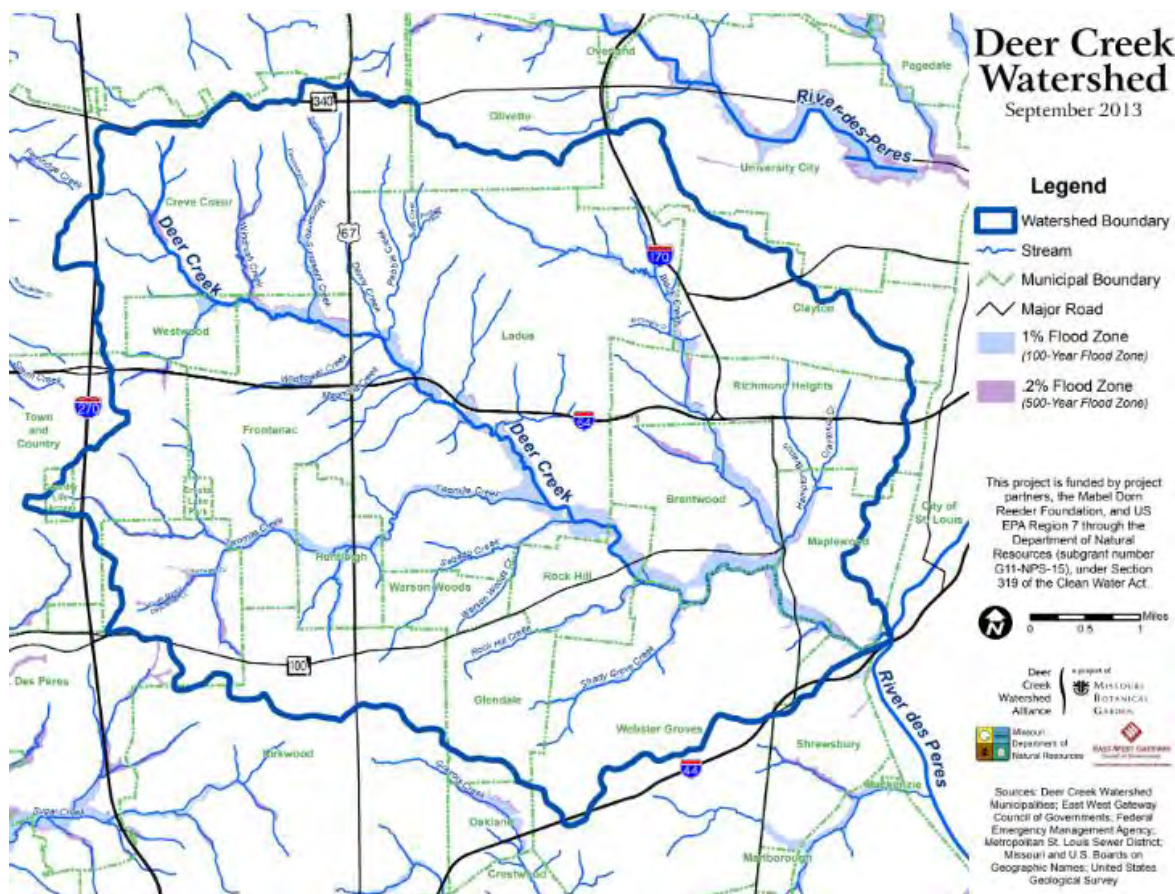 Deer Creek
Watershed
September 2013
Legend
Watershed Boundary
Stream
Municipal Boundary
Major Road
1% Flood Zone
(100-Year Flood Zone)
.2% Flood Zone
(500-Year Flood Zone)
This project is funded by project
partners, the Mabel Dorn
Reeder Foundation, and US
EPA Region 7 through the
Department of Natural
Resources (subgrant number
G11-NPS-15), under Section
319 of the Clean Water Act.
N
Miles
0 0.5 1
Deer
Creek
Watershed
Alliance
a project of
MISSOURI
BOTANICAL
GARDEN
Missouri
Department of
Natural Resources
EAST-WEST GATEWAY
Sources: Deer Creek Watershed
Municipalities; East West Gateway
Council of Governments; Federal
Emergency Management Agency;
Metropolitan St. Louis Sewer District;
Missouri and U.S. Boards on
Geographic Names; United States
Geological Survey
Overland
Pagedale
340
Olivette
River-des-Peres
University City
Creve Coeur
Deer Creek
67
170
Clayton
Westwood
Ladue
Richmond Heights
270
Town
and
Country
Frontenac
64
Deer Creek
Brentwood
City of
St. Louis
Crystal
Lake
Park
Maplewood
Huntleigh
Warson Woods
Rock Hill
Rock Hill Creek
100
Shady Grove Creek
Des Peres
Glendale
River des Peres
Webster Groves
Kirkwood
Shrewsbury
44
Mackenzie
Sugar Creek
Oakland
Marlborough
Crestwood